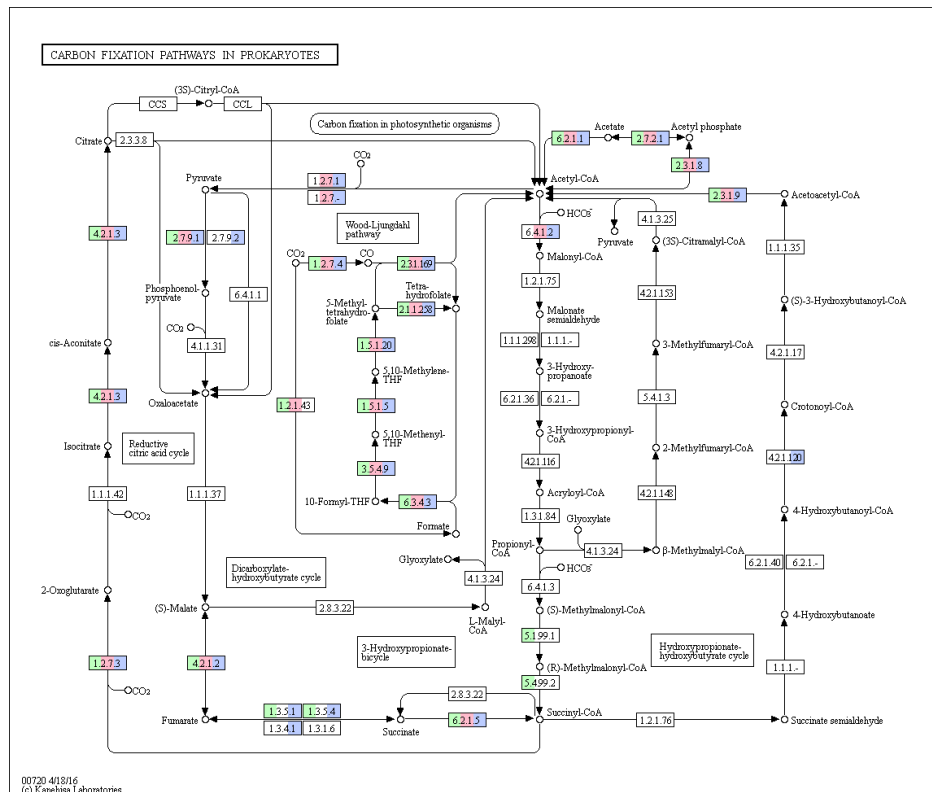 CARBON FIXATION PATHWAYS IN PROKARYOTES
(3S)-Citryl-CoA
CCS
CCL
Carbon fixation in photosynthetic organisms
Citrate
2.3.3.8
6.2.1.1
Acetate
2.7.2.1
Acetyl phosphate
2.3.1.8
CO2
Pyruvate
1.2.7.1
1.2.7.-
Acetyl-CoA
2.3.1.9
Acetoacetyl-CoA
4.2.1.3
2.7.9.1
2.7.9.2
Wood-Ljungdahl
pathway
HCO3-
6.4.1.2
Pyruvate
4.1.3.25
(3S)-Citramalyl-CoA
1.1.1.35
CO2
1.2.7.4
CO
2.3.1.169
Malonyl-CoA
1.2.1.75
Phosphoenol-
pyruvate
6.4.1.1
5-Methyl-
tetrahydro-
folate
Tetra-
hydrofolate
2.1.1.258
4.2.1.153
(S)-3-Hydroxybutanoyl-CoA
Malonate
semialdehyde
CO2
4.1.1.31
1.5.1.20
1.1.1.298
1.1.1.-
cis-Aconitate
3-Methylfumaryl-CoA
4.2.1.17
5,10-Methylene-
THF
3-Hydroxy-
propanoate
4.2.1.3
Oxaloacetate
1.2.1.43
1.5.1.5
6.2.1.36
6.2.1.-
5.4.1.3
Crotonoyl-CoA
Isocitrate
Reductive
citric acid cycle
5,10-Methenyl-
THF
3-Hydroxypropionyl-
CoA
2-Methylfumaryl-CoA
4.2.1.120
3.5.4.9
4.2.1.116
1.1.1.42
1.1.1.37
10-Formyl-THF
6.3.4.3
Acryloyl-CoA
4.2.1.148
CO2
1.3.1.84
Glyoxylate
4-Hydroxybutanoyl-CoA
Formate
Propionyl-
CoA
4.1.3.24
β-Methylmalyl-CoA
Dicarboxylate-
hydroxybutyrate cycle
Glyoxylate
4.1.3.24
HCO3-
6.2.1.40
6.2.1.-
2-Oxoglutarate
6.4.1.3
(S)-Malate
2.8.3.22
L-Malyl-
CoA
(S)-Methylmalonyl-CoA
4-Hydroxybutanoate
5.1.99.1
3-Hydroxypropionate-
bicycle
Hydroxypropionate-
hydroxybutyrate cycle
1.2.7.3
4.2.1.2
(R)-Methylmalonyl-CoA
1.1.1.-
CO2
5.4.99.2
2.8.3.22
Fumarate
1.3.5.1
1.3.5.4
1.3.4.1
1.3.1.6
Succinate
6.2.1.5
Succinyl-CoA
1.2.1.76
Succinate semialdehyde
00720 4/18/16
(c) Kanehisa Laboratories